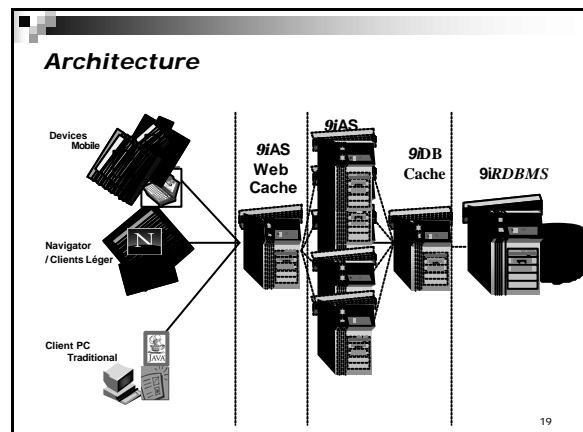 Architecture
Devices
Mobile
Navigator
/ Clients Léger
N
Client PC
Traditional
JAVA
9iAS
Web
Cache
9iAS
9iDB
Cache
9iRDBMS
19